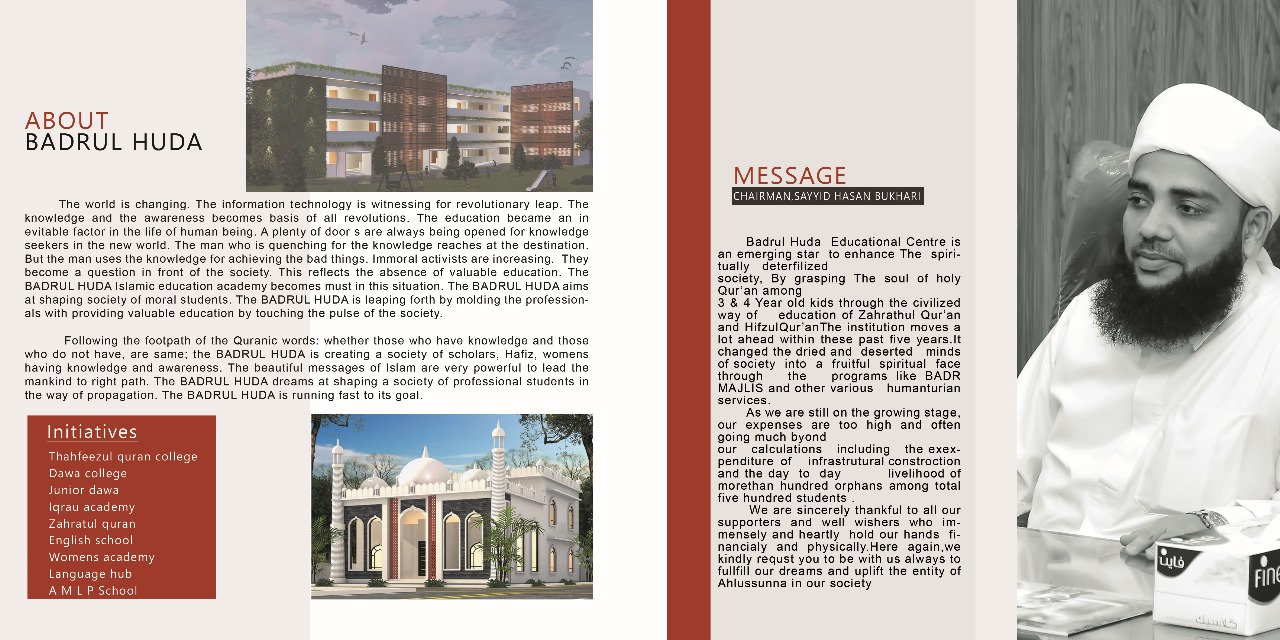 ABOUT
BADRUL HUDA
The word is changing. The information technology is witnessing for revolutionary leap. The
knowledge and the awareness becomes basis of all revolutions. The education became an in
evitable factor in the life of human being. A plenty of door s are always being opened for knowledge
seekers in the new world. The man who is quenching for the knowledge reaches at the destination.
But the man uses the knowledge for achieving the bad things. Immoral activists are increasing. They
become a question in front of the society. This reflects the absence of valuable education. The
BADRUL HUDA Islamic education academy becomes must in this situation. The BADRUL HUDA aims
at shaping society of moral students. The BADRUL HUDA is leaping forth by molding the profession-
als with providing valuable education by touching the pulse of the society.
Following the footpath of the Quranic words: whether those who have knowledge and those
who do not have, are same; the BADRUL HUDA is creating a society of scholars, Hafiz, womens
having knowledge and awareness. The beautiful messages of Islam are very powerful to lead the
mankind to right path. The BADRUL HUDA dreams at shaping a society of professional students in
the way of propagation. The BADRUL HUDA is running fast to its goal.
Initiatives
Thahfeezul quran college
Dawa college
Junior dawa
Iqrau academy
Zahratul quran
English school
Womens academy
Language hub
A M L P School
MESSAGE
CHAIRMAN:SAYYID HASAN BUKHARI
Badrul Huda Educational Centre is
an emerging star to enhance The spiri-
tually deterfilized
society, By grasping The soul of holy
Qur'an among
3 & 4 Year old kids through the civilized
way of education of Zahrathul Qur'an
and HifzulQur'anThe institution moves a
lot ahead within these past five years.It
changed the dried and deserted minds
of society into a fruitful spiritual face
through the programs like BADR
MAJLIS and other various humanturian
services.
As we are still on the growing stage,
our expenses are too high and often
going much byond
our calculations including the exex-
penditure of infrastrutural constroction
and the day to day livelihood of
morethan hundred orphans among total
five hundred students .
We are sincerely thankful to all our
supporters and well wishers who im-
mensely and heartly hold our hands fi-
nancialy and physically.Here again,we
kindly requst you to be with us always to
fullfill our dreams and uplift the entity of
Ahlussunna in our society
فاين
Fine
كلاسيك